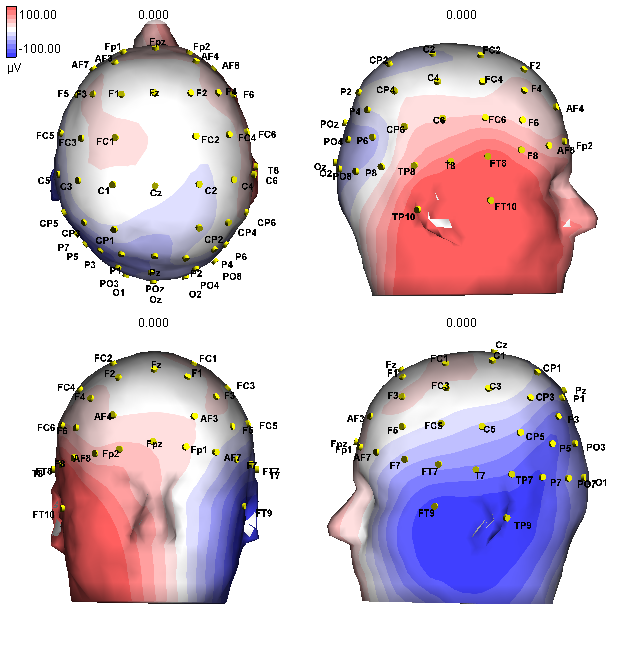 100.00
-100.00
µV
0.000
Fp1 Fpz Fp2
AF7 AF3 AF4 AF8
F5 F3 F1 Fz F2 F4 F6
FC5 FC3 FC1 FC2 FC4 FC6
T8
C5 C3 C1 Cz C2 C4 C6
CP5 CP3 CP1 CP2 CP4 CP6
P7 P5 P3 P1 Pz P2 P4 P6
PO3 POz PO4 PO8
O1 Oz O2
0.000
C2 FC2
CP2 F2
P2 CP4 C4 FC4 F4
P4 AF4
POz CP6 C6 FC6 F6
PO4 P6 Fp2
Oz F8 AF8
O2 PO8 P8 TP8 T8 FT8
TP10 FT10
0.000
FC2 Fz FC1
F2 F1
FC4 F4 F3 FC3
AF4 AF3
FC6 F6 F5 FC5
Fp2 Fpz Fp1
F8 AF8 AF7 F7
FT8 T8 FT7 T7
FT10 FT9
0.000
Cz
Fz FC1 C1
F1 CP1
F3 FC3 C3 CP3 Pz P1
AF3 F5 FC5 C5 CP5 P3
Fpz Fp1 P5 PO3
AF7 F7 FT7 T7 TP7 P7 PO7 O1
FT9 TP9